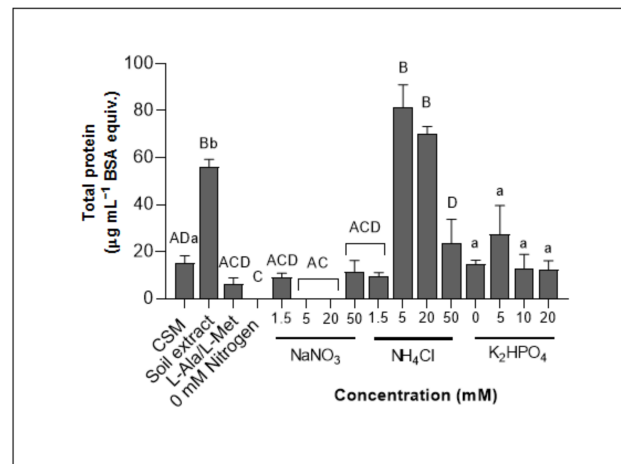 Total protein
(µg mL⁻¹ BSA equiv.)
100
80
60
40
20
0
ADa
Bb
ACD
C
ACD
AC
ACD
B
B
D
a
a
a
a
CSM
Soil extract
L-Ala/L-Met
0 mM Nitrogen
1.5 5 20 50 1.5 5 20 50 0 5 10 20
NaNO₃ NH₄Cl K₂HPO₄
Concentration (mM)